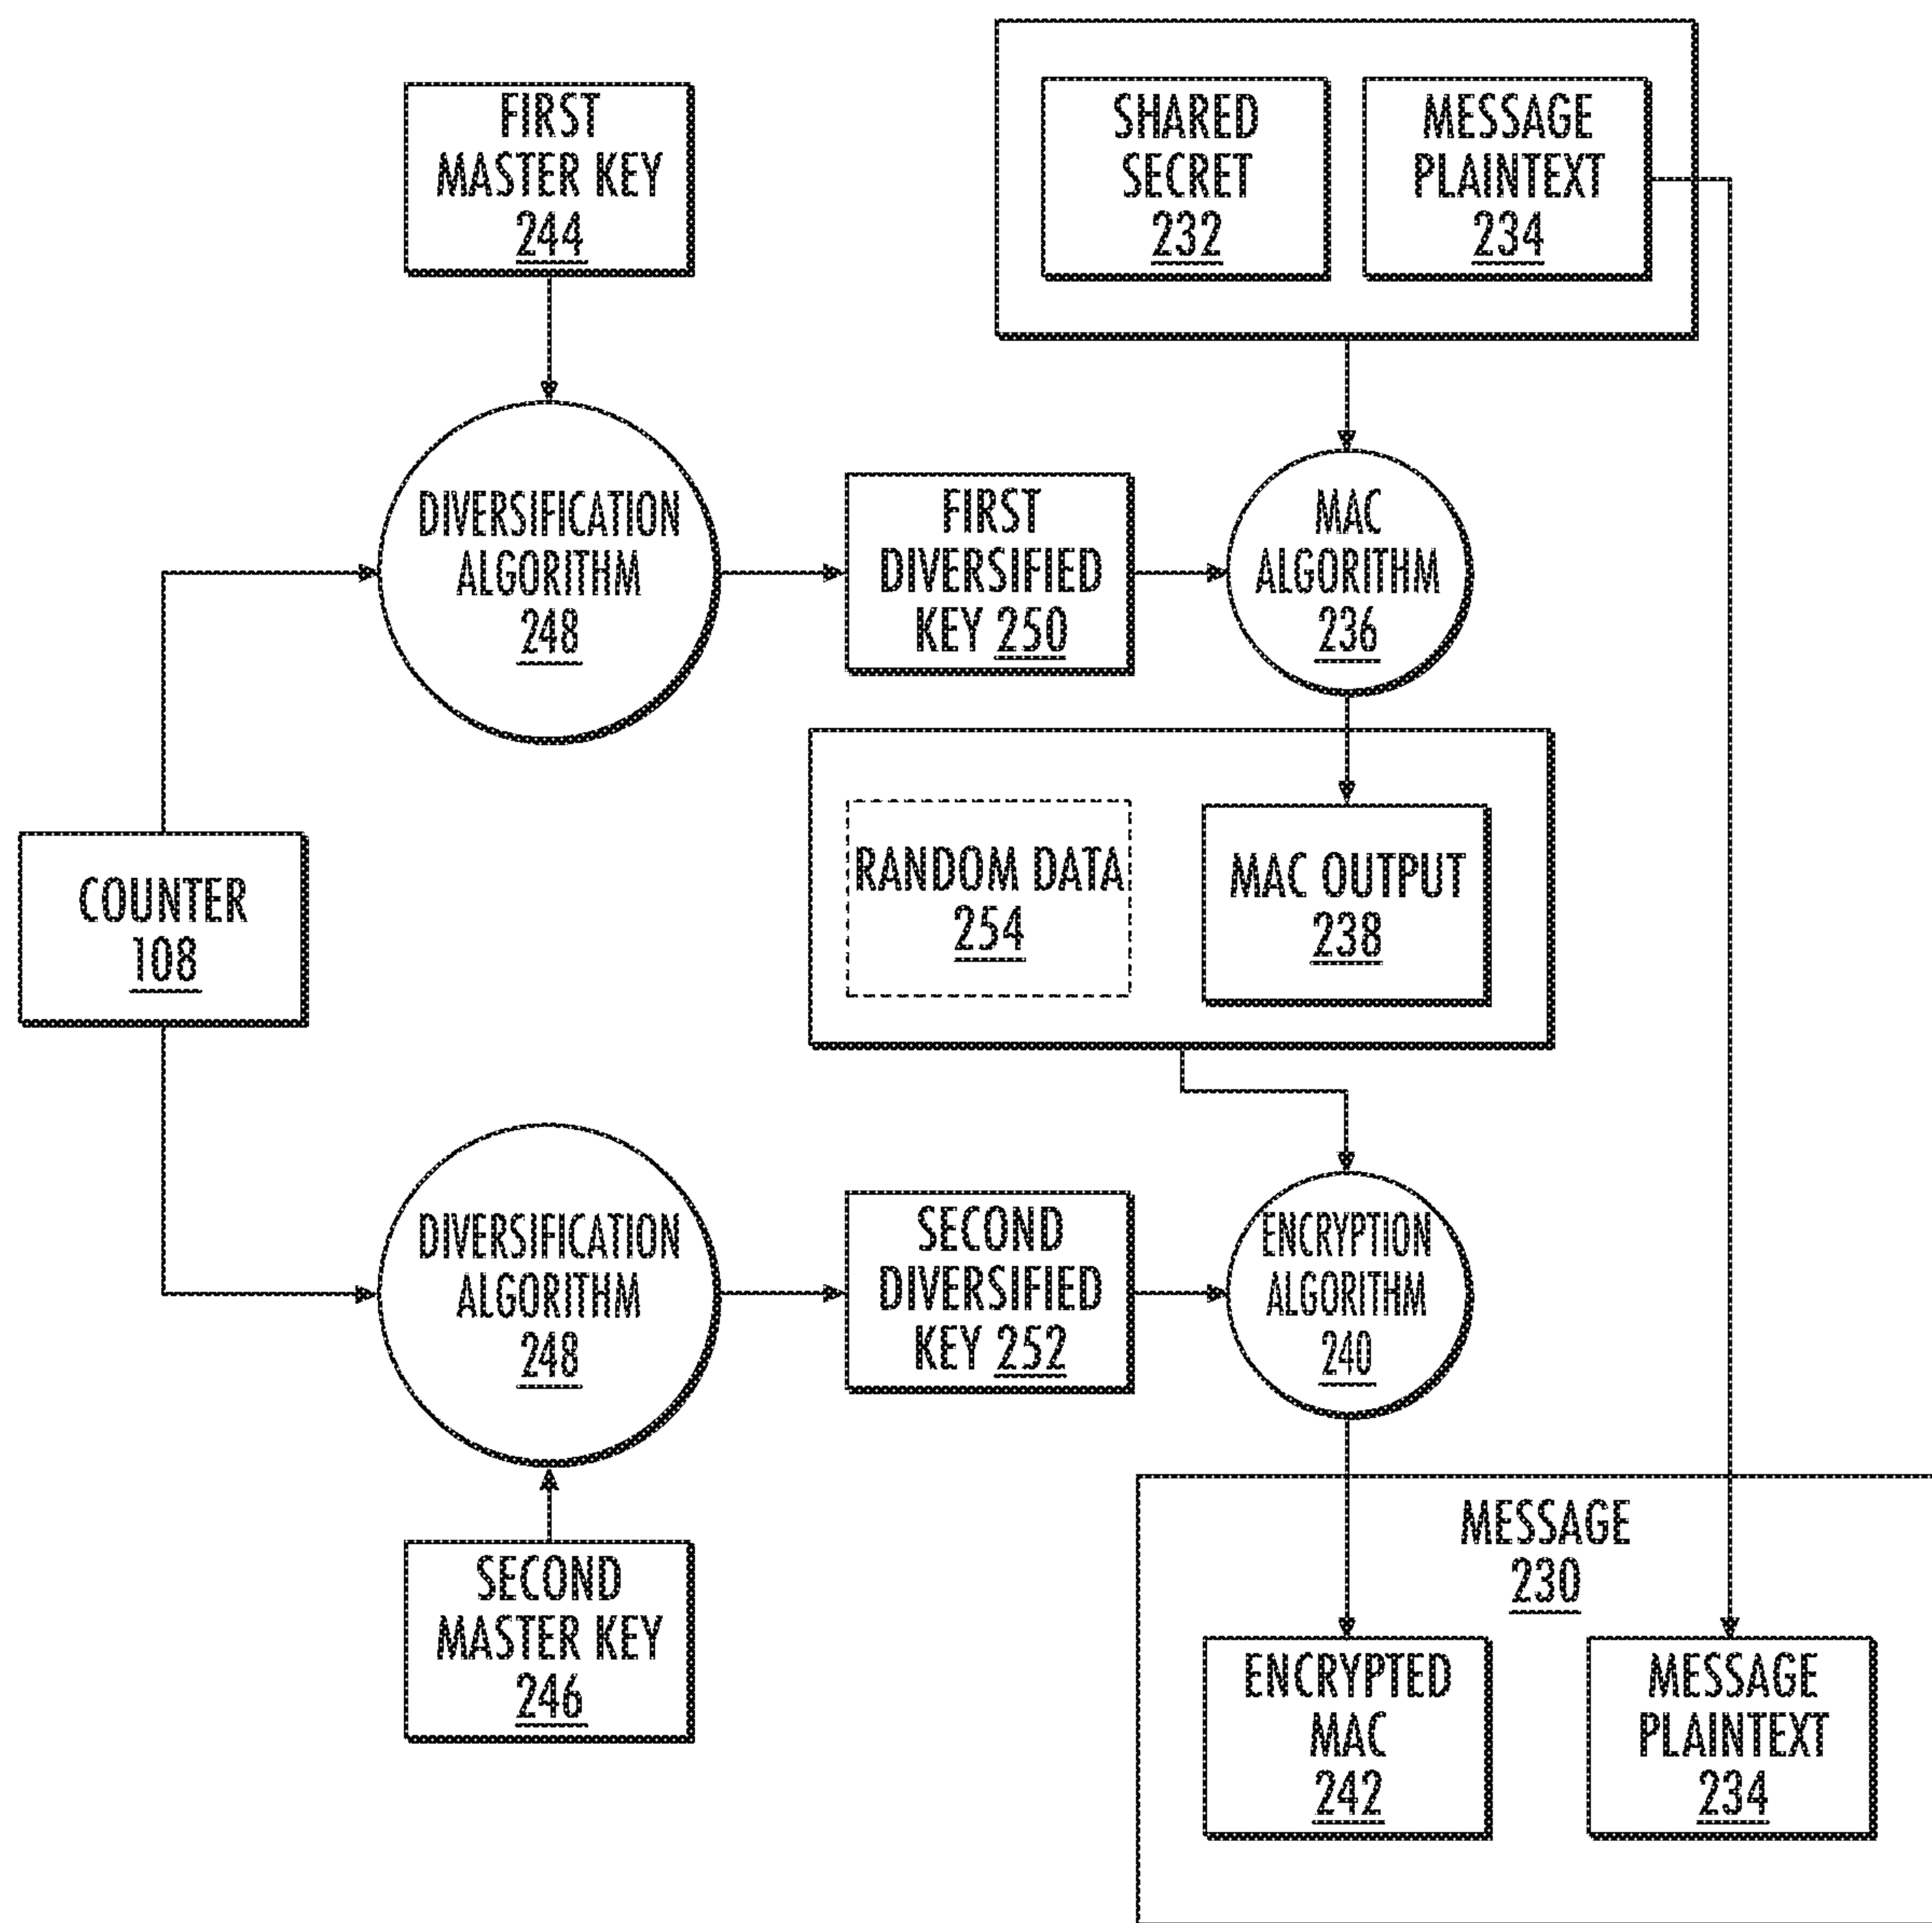 FIRST
MASTER KEY
244
SHARED
SECRET
232
MESSAGE
PLAINTEXT
234
DIVERSIFICATION
ALGORITHM
248
FIRST
DIVERSIFIED
KEY 250
MAC
ALGORITHM
236
COUNTER
108
RANDOM DATA
254
MAC OUTPUT
238
DIVERSIFICATION
ALGORITHM
248
SECOND
DIVERSIFIED
KEY 252
ENCRYPTION
ALGORITHM
240
SECOND
MASTER KEY
246
MESSAGE
230
ENCRYPTED
MAC
242
MESSAGE
PLAINTEXT
234